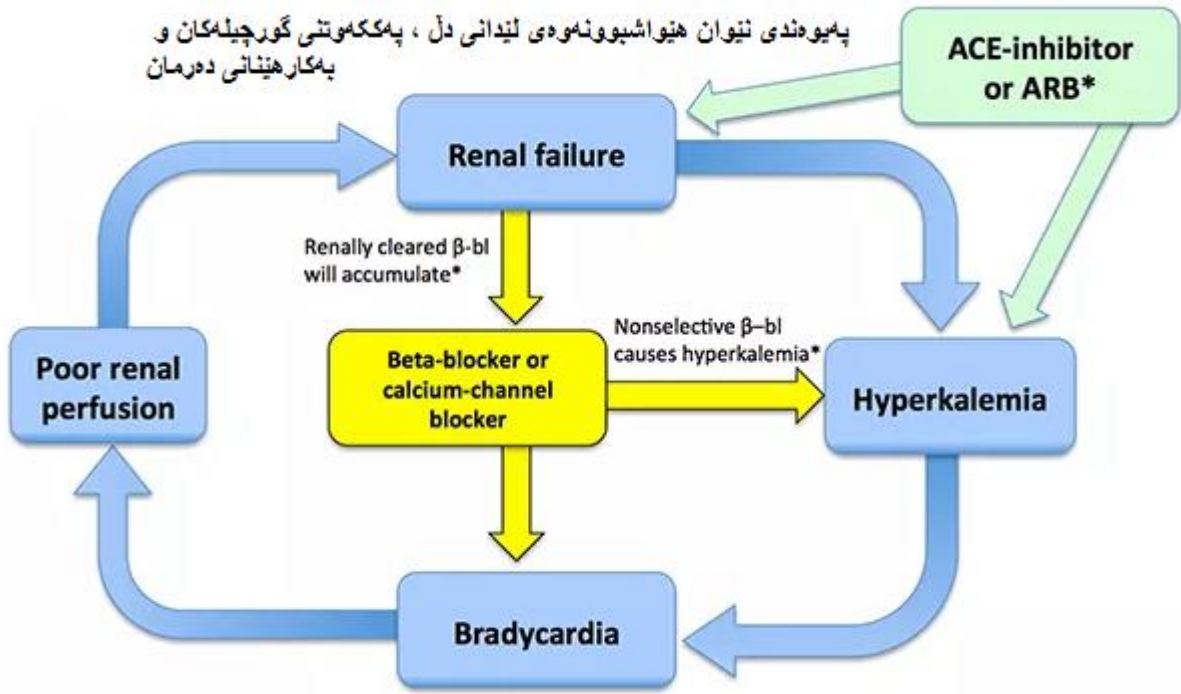 پەیوەندی نێوان هێواشبوونەوەی لێدانی دڵ ، پەککەوتنی گورچیلەکان و
بەکارهێنانی دەرمان
ACE-inhibitor
or ARB*
Renal failure
Renally cleared β-bl
will accumulate*
Nonselective β–bl
causes hyperkalemia*
Poor renal
perfusion
Beta-blocker or
calcium-channel
blocker
Hyperkalemia
Bradycardia